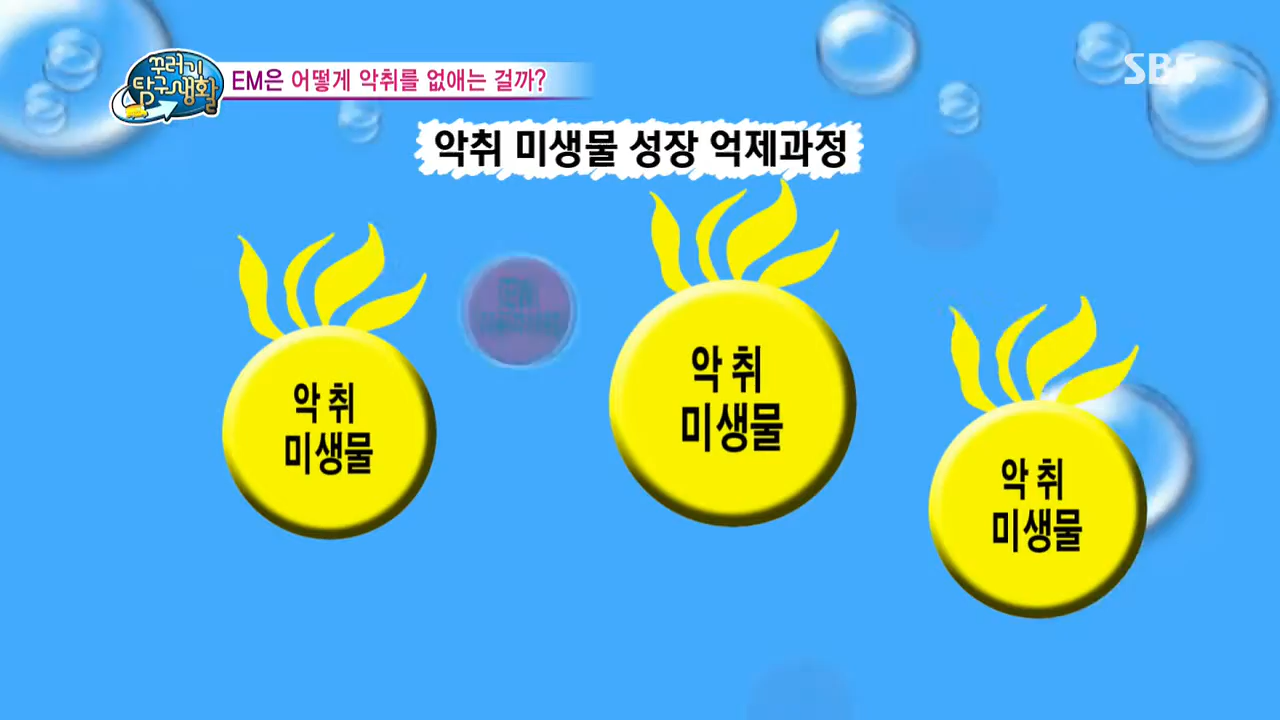 꾸러기
탐구생활
EM은 어떻게 악취를 없애는 걸까?
SBS
악취 미생물 성장 억제과정
악 취
미생물
악 취
미생물
악 취
미생물